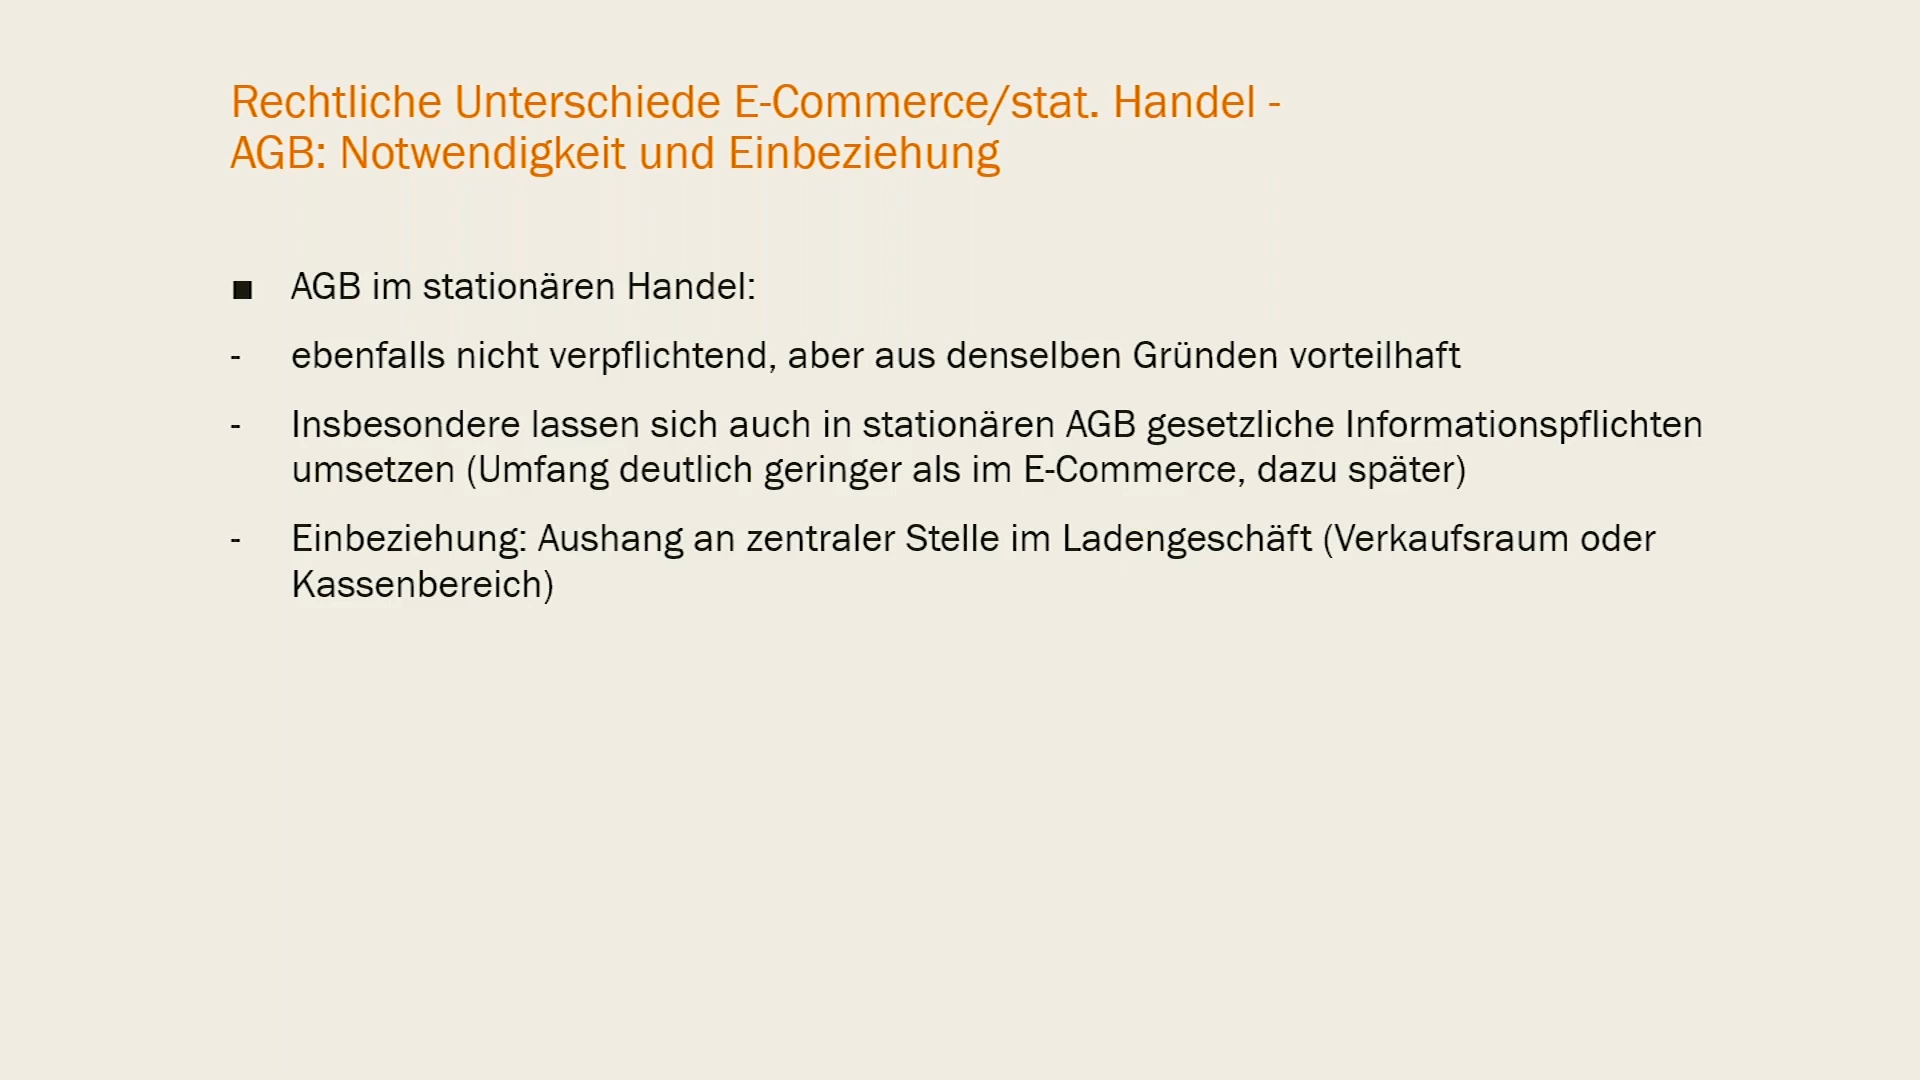 Rechtliche Unterschiede E-Commerce/stat. Handel -
AGB: Notwendigkeit und Einbeziehung
■ AGB im stationären Handel:
- ebenfalls nicht verpflichtend, aber aus denselben Gründen vorteilhaft
- Insbesondere lassen sich auch in stationären AGB gesetzliche Informationspflichten
umsetzen (Umfang deutlich geringer als im E-Commerce, dazu später)
- Einbeziehung: Aushang an zentraler Stelle im Ladengeschäft (Verkaufsraum oder
Kassenbereich)